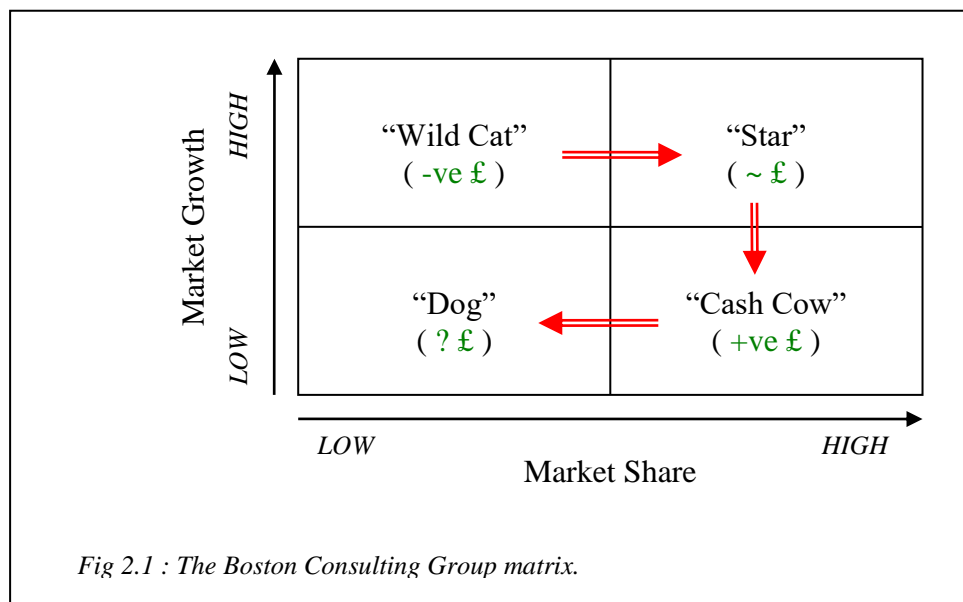 HIGH
Market Growth
LOW
“Wild Cat”
( -ve £ )
“Star”
( ~ £ )
“Dog”
( ? £ )
“Cash Cow”
( +ve £ )
LOW
HIGH
Market Share
Fig 2.1 : The Boston Consulting Group matrix.